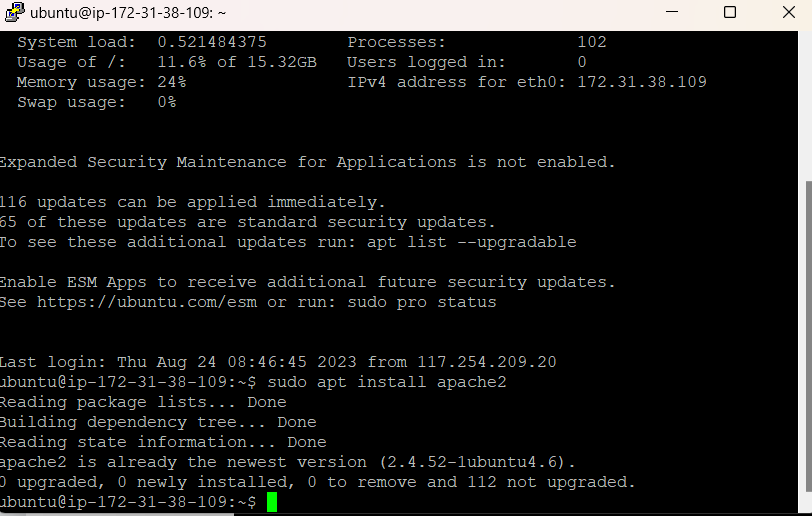 ubuntu@ip-172-31-38-109: ~
System load: 0.521484375 Processes: 102
Usage of /: 11.6% of 15.32GB Users logged in: 0
Memory usage: 24% IPv4 address for eth0: 172.31.38.109
Swap usage: 0%
Expanded Security Maintenance for Applications is not enabled.
116 updates can be applied immediately.
65 of these updates are standard security updates.
To see these additional updates run: apt list --upgradable
Enable ESM Apps to receive additional future security updates.
See https://ubuntu.com/esm or run: sudo pro status
Last login: Thu Aug 24 08:46:45 2023 from 117.254.209.20
ubuntu@ip-172-31-38-109:~$ sudo apt install apache2
Reading package lists... Done
Building dependency tree... Done
Reading state information... Done
apache2 is already the newest version (2.4.52-1ubuntu4.6).
0 upgraded, 0 newly installed, 0 to remove and 112 not upgraded.
ubuntu@ip-172-31-38-109:~$